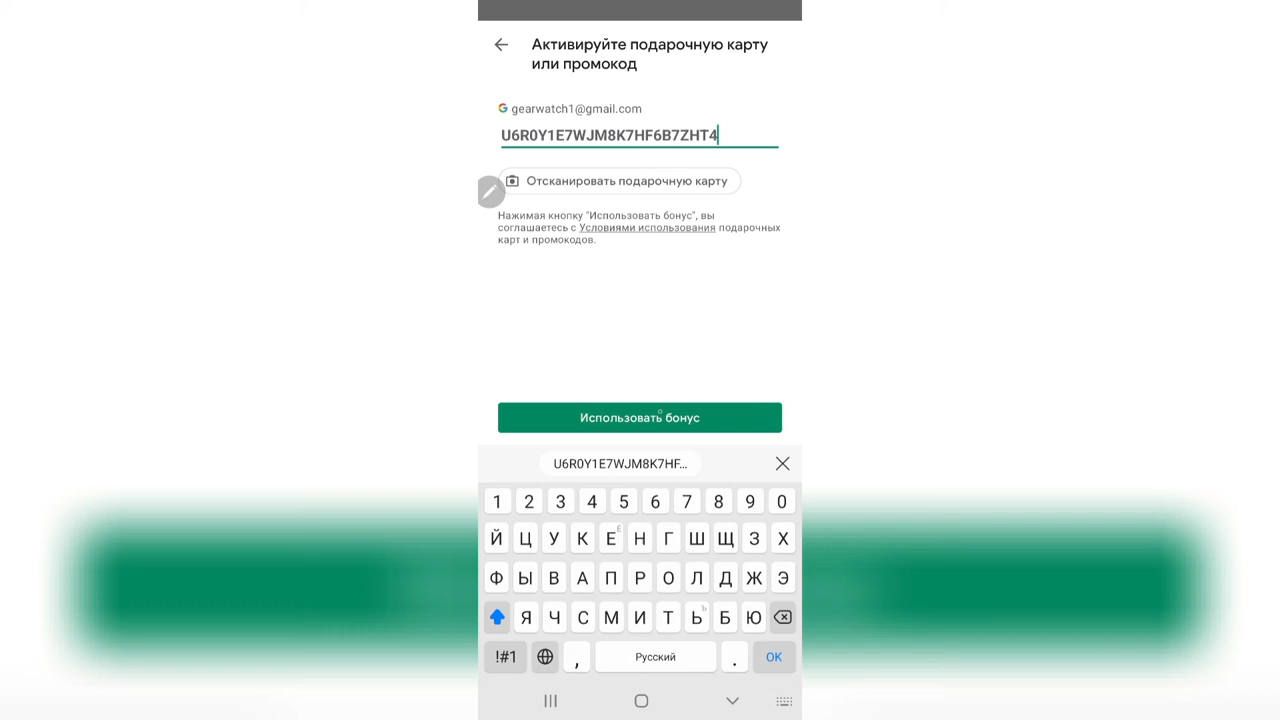 Активируйте подарочную карту
или промокод
gearwatch1@gmail.com
U6R0Y1E7WJM8K7HF6B7ZHT4
Отсканировать подарочную карту
Нажимая кнопку "Использовать бонус", вы
соглашаетесь с Условиями использования подарочных
карт и промокодов.
Использовать бонус
U6R0Y1E7WJM8K7HF...
1 2 3 4 5 6 7 8 9 0
Й Ц У К Е Ё Н Г Ш Щ З Х
Ф Ы В А П Р О Л Д Ж Э
Я Ч С М И Т Ь Ъ Б Ю
!#1 , Русский . OK